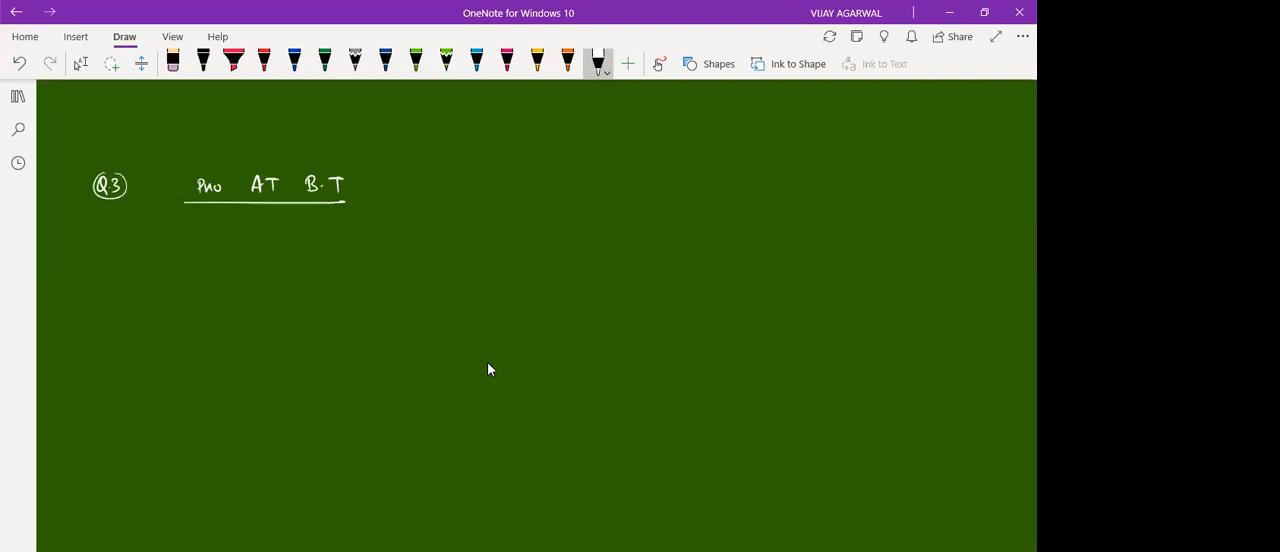 OneNote for Windows 10
VIJAY AGARWAL
Home Insert Draw View Help
Share
Shapes Ink to Shape Ink to Text
Q.3 Pno AT B.T